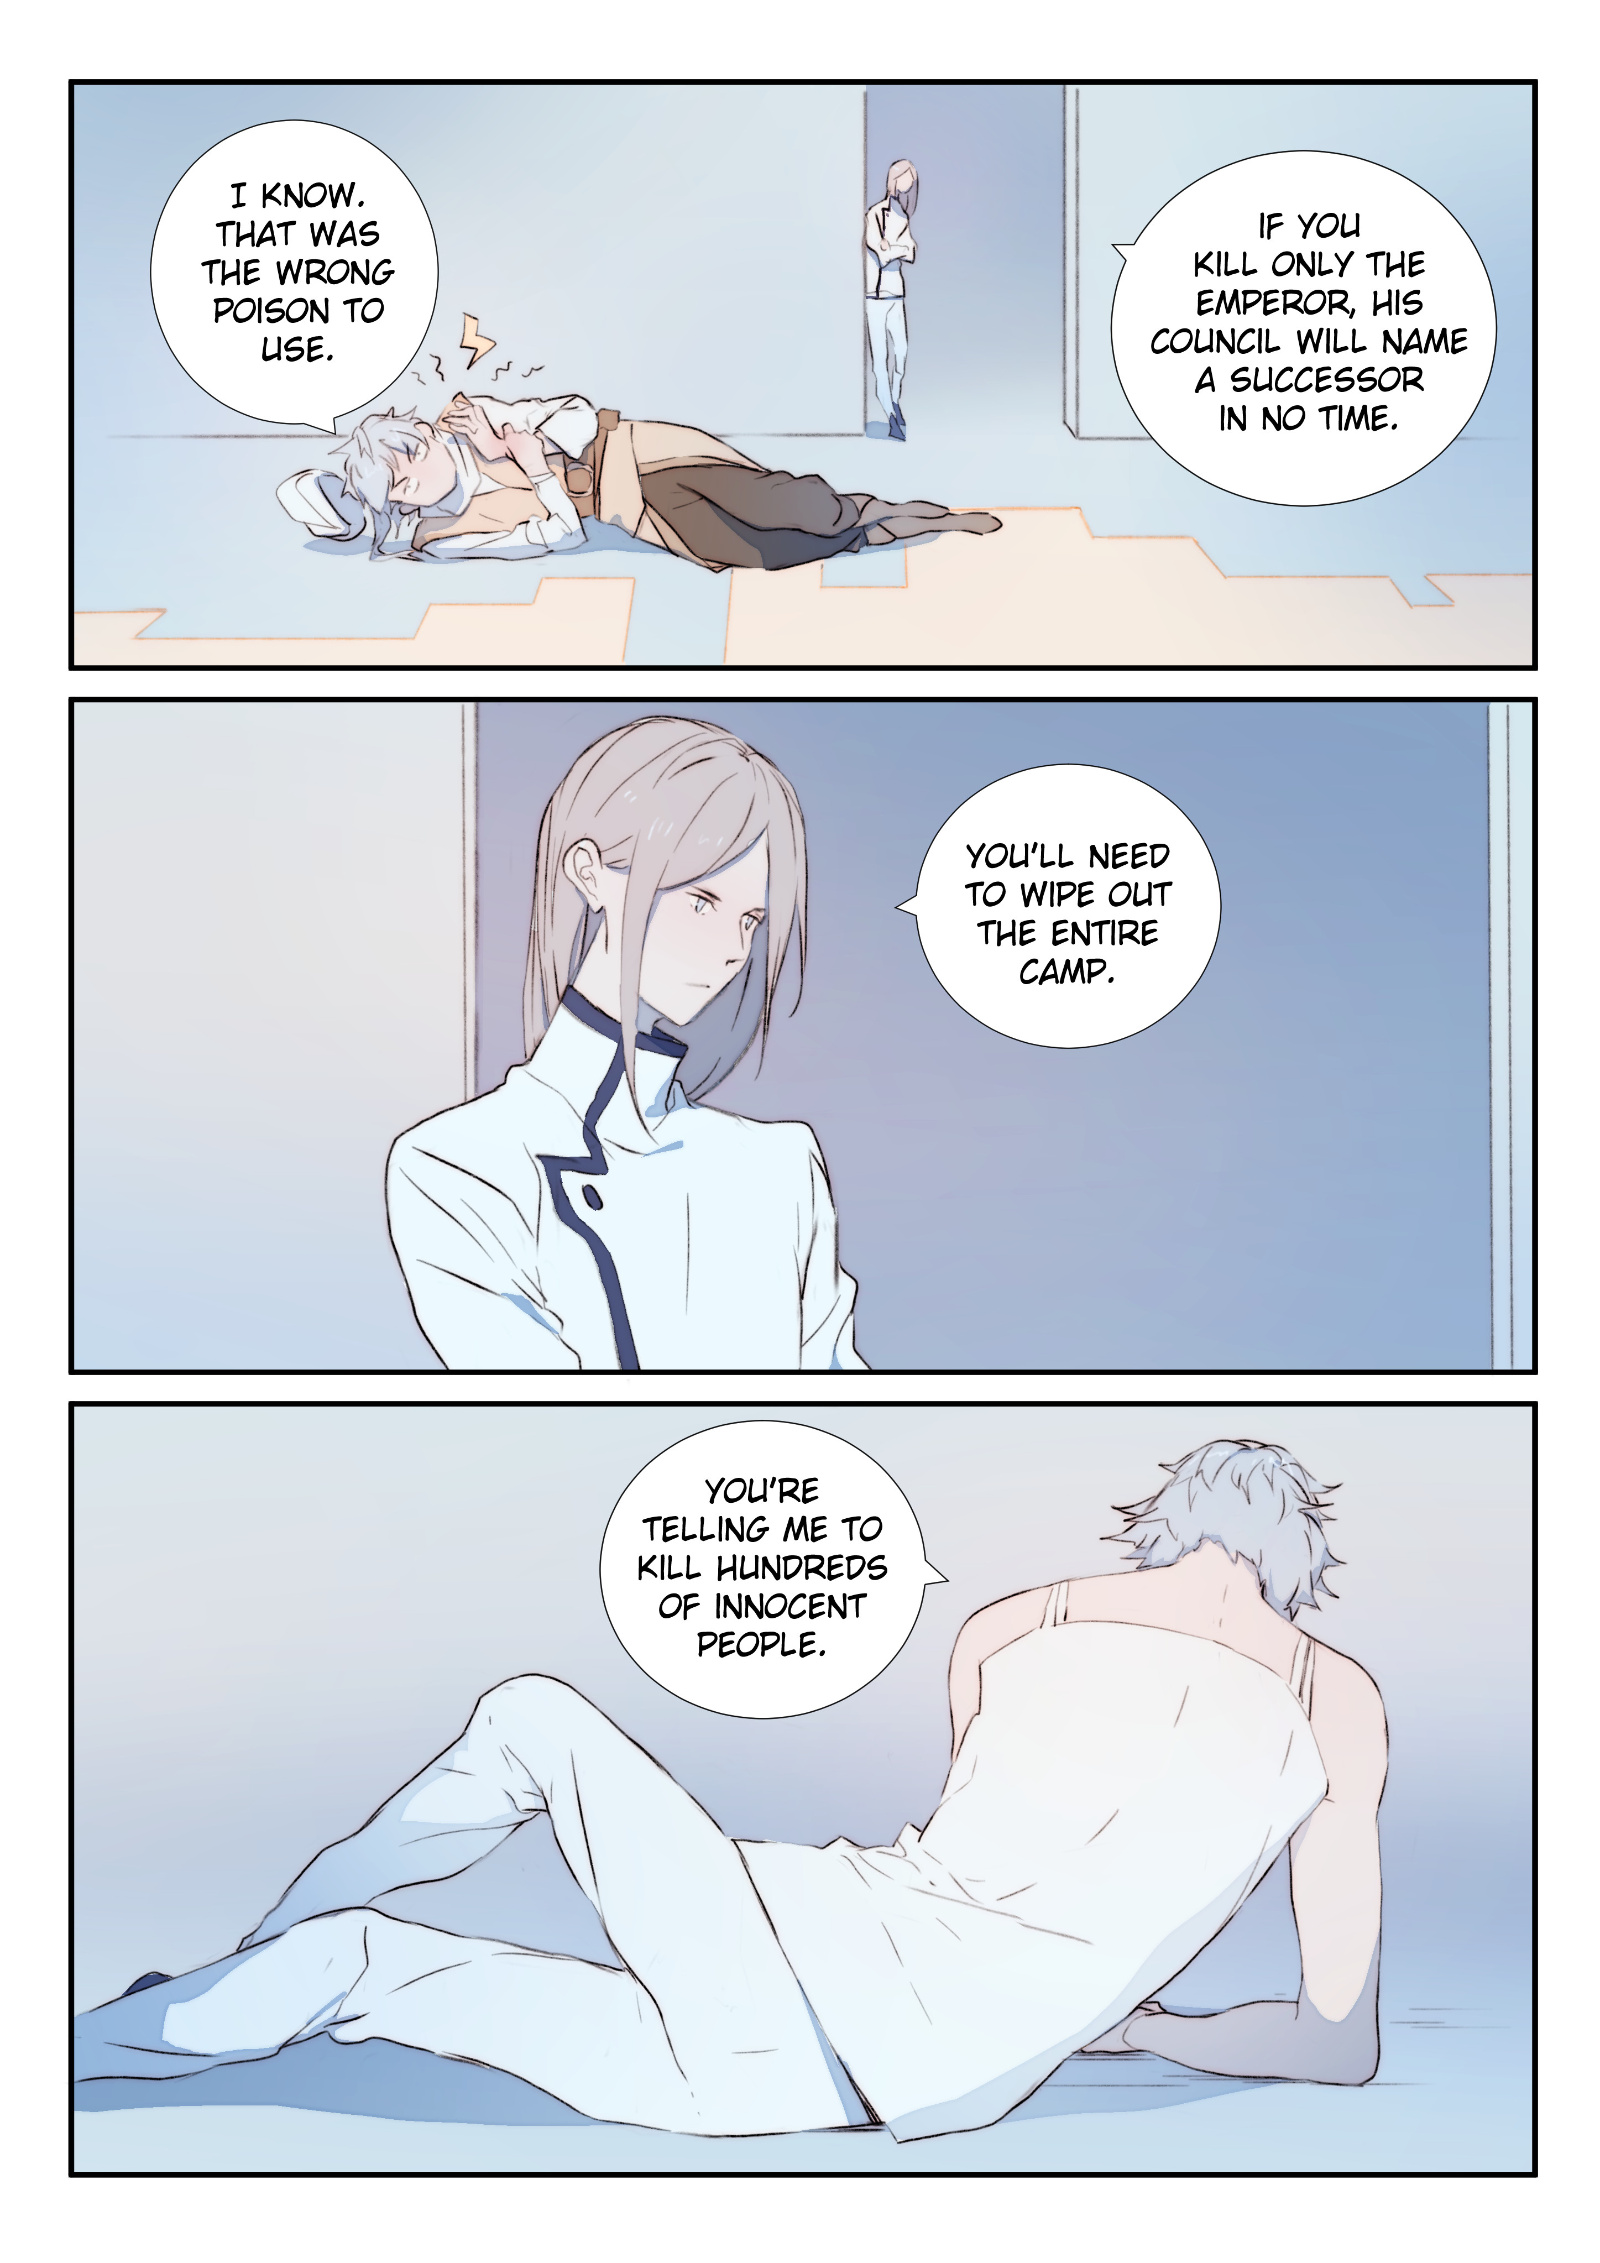 I KNOW.
THAT WAS
THE WRONG
POISON TO
USE.
IF YOU
KILL ONLY THE
EMPEROR, HIS
COUNCIL WILL NAME
A SUCCESSOR
IN NO TIME.
YOU'LL NEED
TO WIPE OUT
THE ENTIRE
CAMP.
YOU'RE
TELLING ME TO
KILL HUNDREDS
OF INNOCENT
PEOPLE.